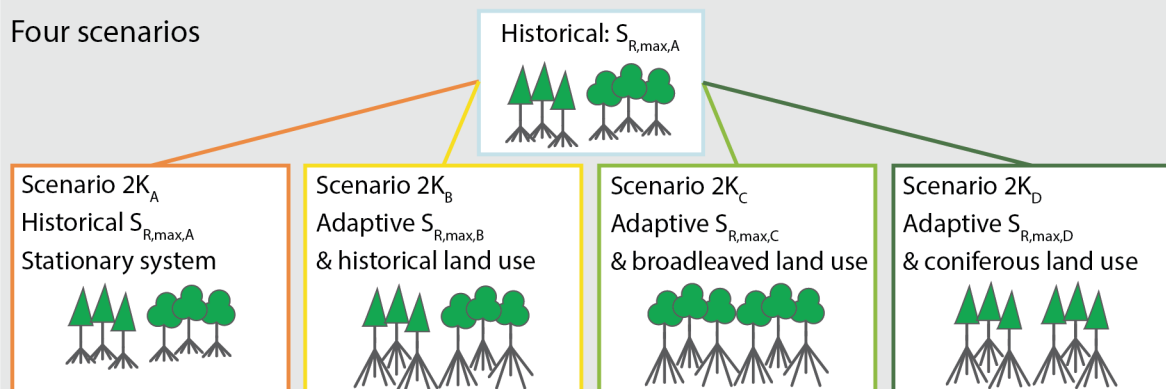 Four scenarios
Historical: S_R,max,A
Scenario 2K_A
Historical S_R,max,A
Stationary system
Scenario 2K_B
Adaptive S_R,max,B
& historical land use
Scenario 2K_C
Adaptive S_R,max,C
& broadleaved land use
Scenario 2K_D
Adaptive S_R,max,D
& coniferous land use